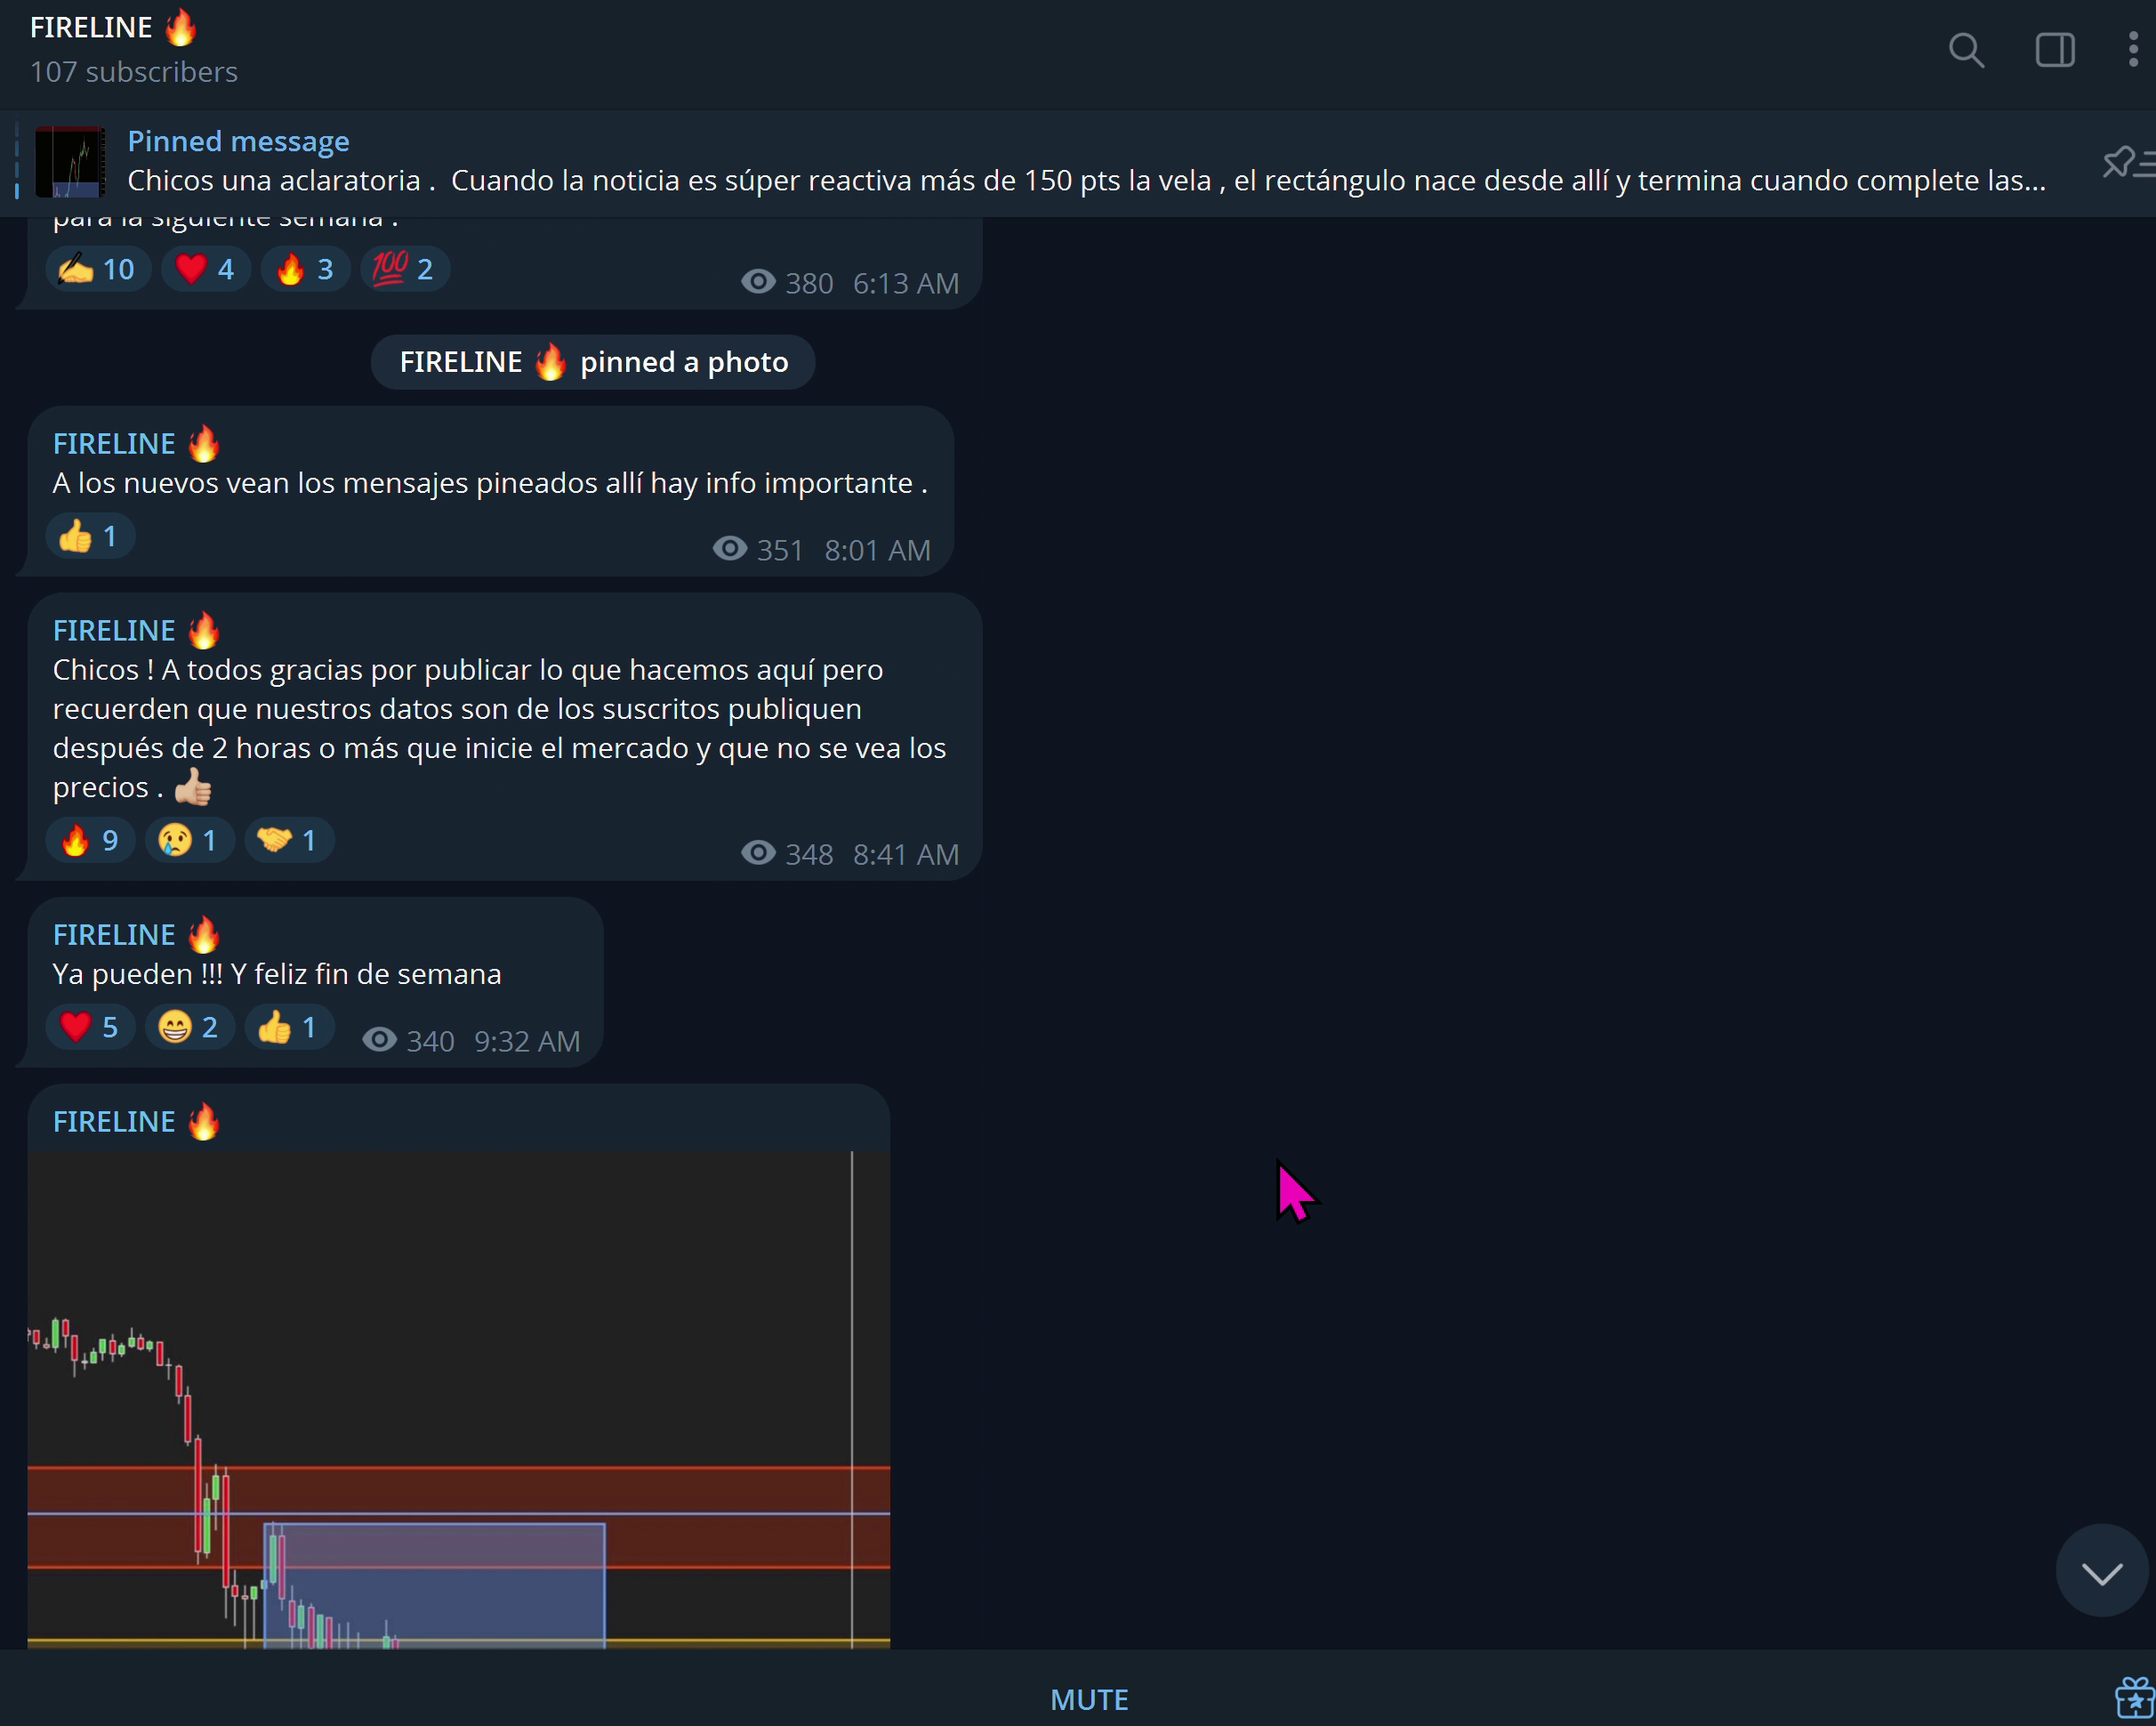 FIRELINE 🔥
107 subscribers
Pinned message
Chicos una aclaratoria .  Cuando la noticia es súper reactiva más de 150 pts la vela , el rectángulo nace desde allí y termina cuando complete las...
para la siguiente semana .
✍️ 10 ❤️ 4 🔥 3 💯 2 380 6:13 AM
FIRELINE 🔥 pinned a photo
FIRELINE 🔥
A los nuevos vean los mensajes pineados allí hay info importante .
👍 1 351 8:01 AM
FIRELINE 🔥
Chicos ! A todos gracias por publicar lo que hacemos aquí pero
recuerden que nuestros datos son de los suscritos publiquen
después de 2 horas o más que inicie el mercado y que no se vea los
precios . 👍🏼
🔥 9 😢 1 🤝 1 348 8:41 AM
FIRELINE 🔥
Ya pueden !!! Y feliz fin de semana
❤️ 5 😁 2 👍 1 340 9:32 AM
FIRELINE 🔥
MUTE